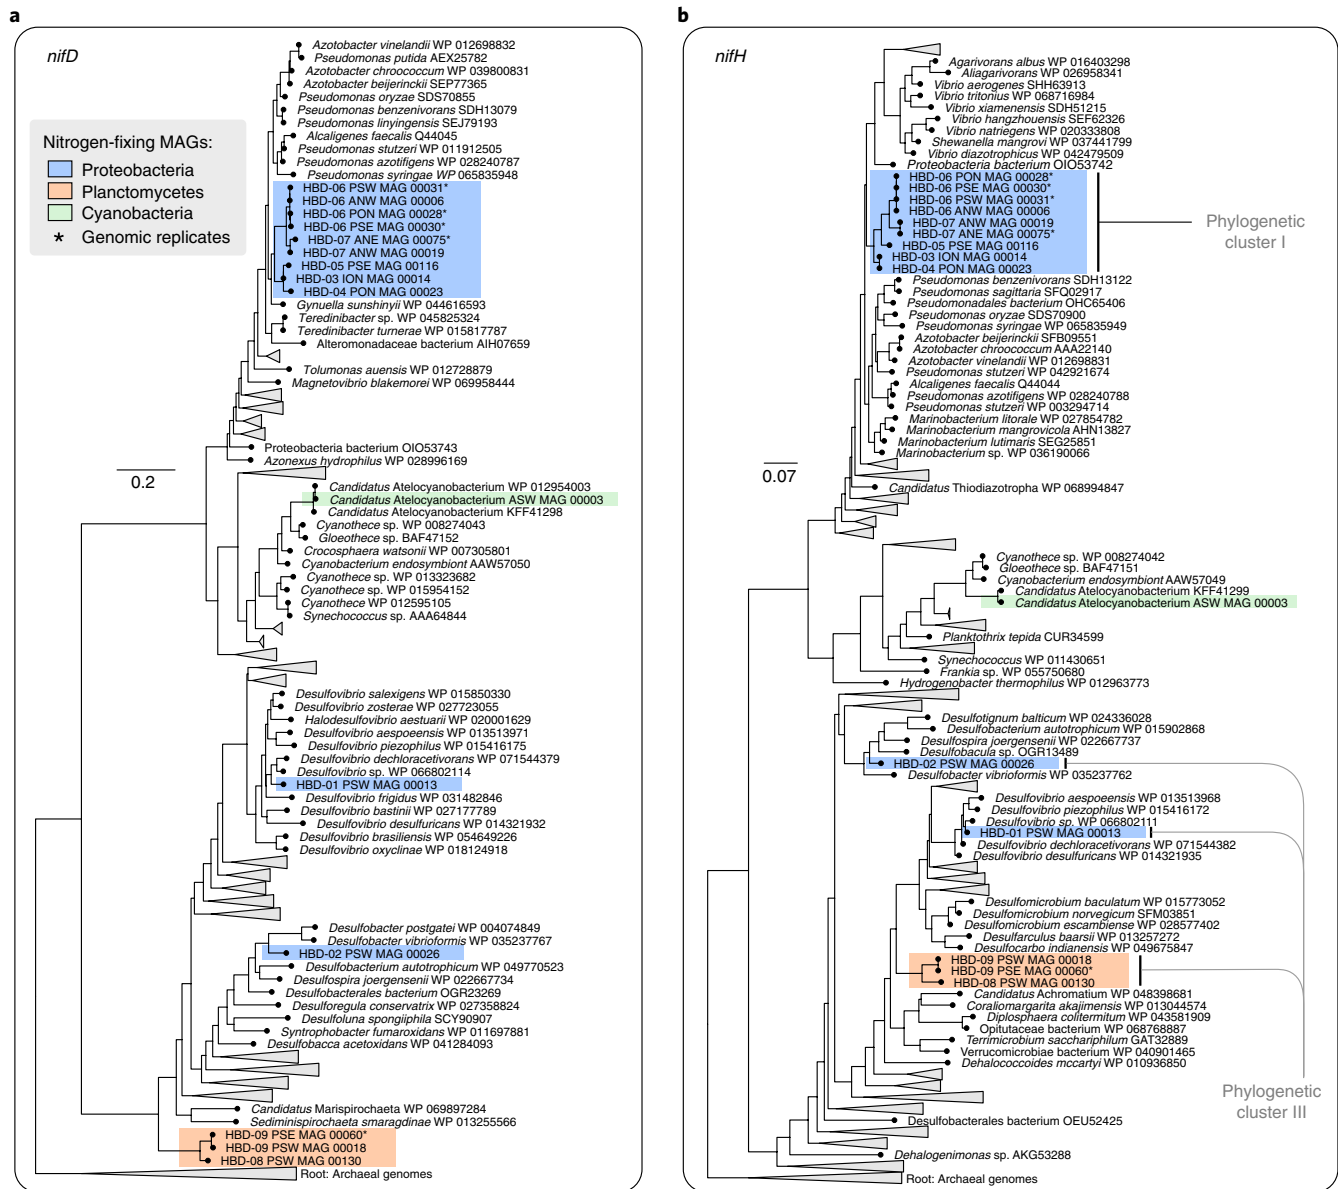 a
nifD
Azotobacter vinelandii WP 012698832
Pseudomonas putida AEX25782
Azotobacter chroococcum WP 039800831
Azotobacter beijerinckii SEP77365
Pseudomonas oryzae SDS70855
Pseudomonas benzenivorans SDH13079
Pseudomonas linyingensis SEJ79193
Alcaligenes faecalis Q44045
Pseudomonas stutzeri WP 011912505
Pseudomonas azotifigens WP 028240787
Pseudomonas syringae WP 065835948
HBD-06 PSW MAG 00031*
HBD-06 ANW MAG 00006
HBD-06 PON MAG 00028*
HBD-06 PSE MAG 00030*
HBD-07 ANE MAG 00075*
HBD-07 ANW MAG 00019
HBD-05 PSE MAG 00116
HBD-03 ION MAG 00014
HBD-04 PON MAG 00023
Gynuella sunshinyii WP 044616593
Teredinibacter sp. WP 045825324
Teredinibacter turnerae WP 015817787
Alteromonadaceae bacterium AIH07659
Tolumonas auensis WP 012728879
Magnetovibrio blakemorei WP 069958444
Proteobacteria bacterium OIO53743
Azonexus hydrophilus WP 028996169
Candidatus Atelocyanobacterium WP 012954003
Candidatus Atelocyanobacterium ASW MAG 00003
Candidatus Atelocyanobacterium KFF41298
Cyanothece sp. WP 008274043
Gloeothece sp. BAF47152
Crocosphaera watsonii WP 007305801
Cyanobacterium endosymbiont AAW57050
Cyanothece sp. WP 013323682
Cyanothece sp. WP 015954152
Cyanothece WP 012595105
Synechococcus sp. AAA64844
Desulfovibrio salexigens WP 015850330
Desulfovibrio zosterae WP 027723055
Halodesulfovibrio aestuarii WP 020001629
Desulfovibrio aespoeensis WP 013513971
Desulfovibrio piezophilus WP 015416175
Desulfovibrio dechloracetivorans WP 071544379
Desulfovibrio sp. WP 066802114
HBD-01 PSW MAG 00013
Desulfovibrio frigidus WP 031482846
Desulfovibrio bastinii WP 027177789
Desulfovibrio desulfuricans WP 014321932
Desulfovibrio brasiliensis WP 054649226
Desulfovibrio oxyclinae WP 018124918
Desulfobacter postgatei WP 004074849
Desulfobacter vibrioformis WP 035237767
HBD-02 PSW MAG 00026
Desulfobacterium autotrophicum WP 049770523
Desulfospira joergensenii WP 022667734
Desulfobacterales bacterium OGR23269
Desulforegula conservatrix WP 027358824
Desulfoluna spongiiphila SCY90907
Syntrophobacter fumaroxidans WP 011697881
Desulfobacca acetoxidans WP 041284093
Candidatus Marispirochaeta WP 069897284
Sediminispirochaeta smaragdinae WP 013255566
HBD-09 PSE MAG 00060*
HBD-09 PSW MAG 00018
HBD-08 PSW MAG 00130
Root: Archaeal genomes
Nitrogen-fixing MAGs:
Proteobacteria
Planctomycetes
Cyanobacteria
* Genomic replicates
0.2
b
nifH
Agarivorans albus WP 016403298
Aliagarivorans WP 026958341
Vibrio aerogenes SHH63913
Vibrio tritonius WP 068716984
Vibrio xiamenensis SDH51215
Vibrio hangzhouensis SEF62326
Vibrio natriegens WP 020333808
Shewanella mangrovi WP 037441799
Vibrio diazotrophicus WP 042479509
Proteobacteria bacterium OIO53742
HBD-06 PON MAG 00028*
HBD-06 PSE MAG 00030*
HBD-06 PSW MAG 00031*
HBD-06 ANW MAG 00006
HBD-07 ANW MAG 00019
HBD-07 ANE MAG 00075*
HBD-05 PSE MAG 00116
HBD-03 ION MAG 00014
HBD-04 PON MAG 00023
Phylogenetic
cluster I
Pseudomonas benzenivorans SDH13122
Pseudomonas sagittaria SFQ02917
Pseudomonadales bacterium OHC65406
Pseudomonas oryzae SDS70900
Pseudomonas syringae WP 065835949
Azotobacter beijerinckii SFB09551
Azotobacter chroococcum AAA22140
Azotobacter vinelandii WP 012698831
Pseudomonas stutzeri WP 042921674
Alcaligenes faecalis Q44044
Pseudomonas azotifigens WP 028240788
Pseudomonas stutzeri WP 003294714
Marinobacterium litorale WP 027854782
Marinobacterium mangrovicola AHN13827
Marinobacterium lutimaris SEG25851
Marinobacterium sp. WP 036190066
0.07
Candidatus Thiodiazotropha WP 068994847
Cyanothece sp. WP 008274042
Gloeothece sp. BAF47151
Cyanobacterium endosymbiont AAW57049
Candidatus Atelocyanobacterium KFF41299
Candidatus Atelocyanobacterium ASW MAG 00003
Planktothrix tepida CUR34599
Synechococcus WP 011430651
Frankia sp. WP 055750680
Hydrogenobacter thermophilus WP 012963773
Desulfotignum balticum WP 024336028
Desulfobacterium autotrophicum WP 015902868
Desulfospira joergensenii WP 022667737
Desulfobacula sp. OGR13489
HBD-02 PSW MAG 00026
Desulfobacter vibrioformis WP 035237762
Desulfovibrio aespoeensis WP 013513968
Desulfovibrio piezophilus WP 015416172
Desulfovibrio sp. WP 066802111
HBD-01 PSW MAG 00013
Desulfovibrio dechloracetivorans WP 071544382
Desulfovibrio desulfuricans WP 014321935
Desulfomicrobium baculatum WP 015773052
Desulfomicrobium norvegicum SFM03851
Desulfomicrobium escambiense WP 028577402
Desulfarculus baarsii WP 013257272
Desulfocarbo indianensis WP 049675847
HBD-09 PSW MAG 00018
HBD-09 PSE MAG 00060*
HBD-08 PSW MAG 00130
Candidatus Achromatium WP 048398681
Coraliomargarita akajimensis WP 013044574
Diplosphaera colitermitum WP 043581909
Opitutaceae bacterium WP 068768887
Terrimicrobium sacchariphilum GAT32889
Verrucomicrobiae bacterium WP 040901465
Dehalococcoides mccartyi WP 010936850
Phylogenetic
cluster III
Desulfobacterales bacterium OEU52425
Dehalogenimonas sp. AKG53288
Root: Archaeal genomes